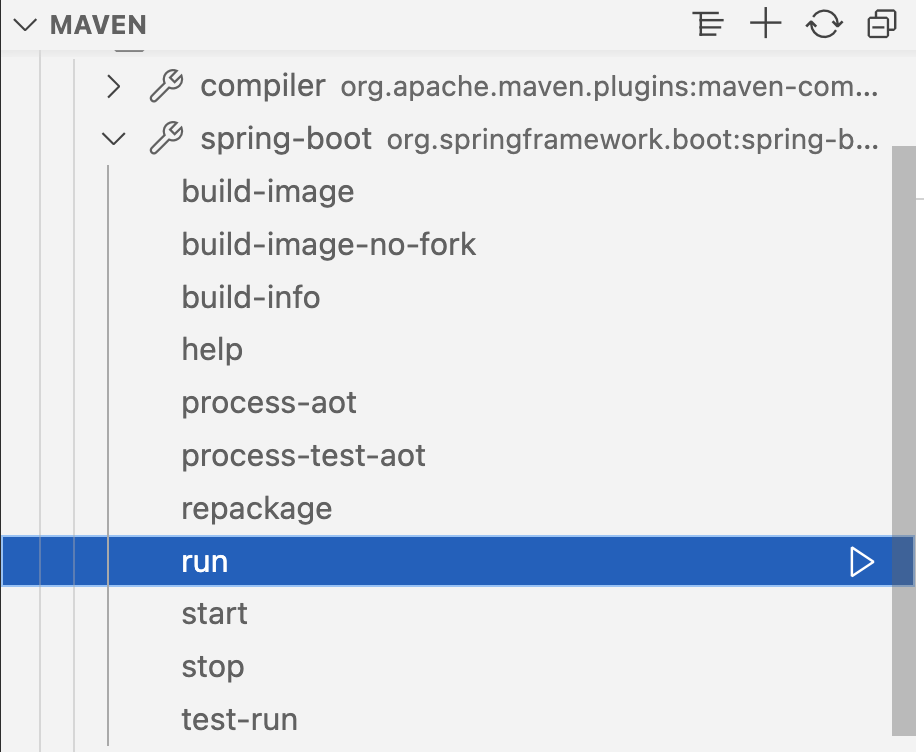 MAVEN
compiler org.apache.maven.plugins:maven-com...
spring-boot org.springframework.boot:spring-b...
build-image
build-image-no-fork
build-info
help
process-aot
process-test-aot
repackage
run
start
stop
test-run